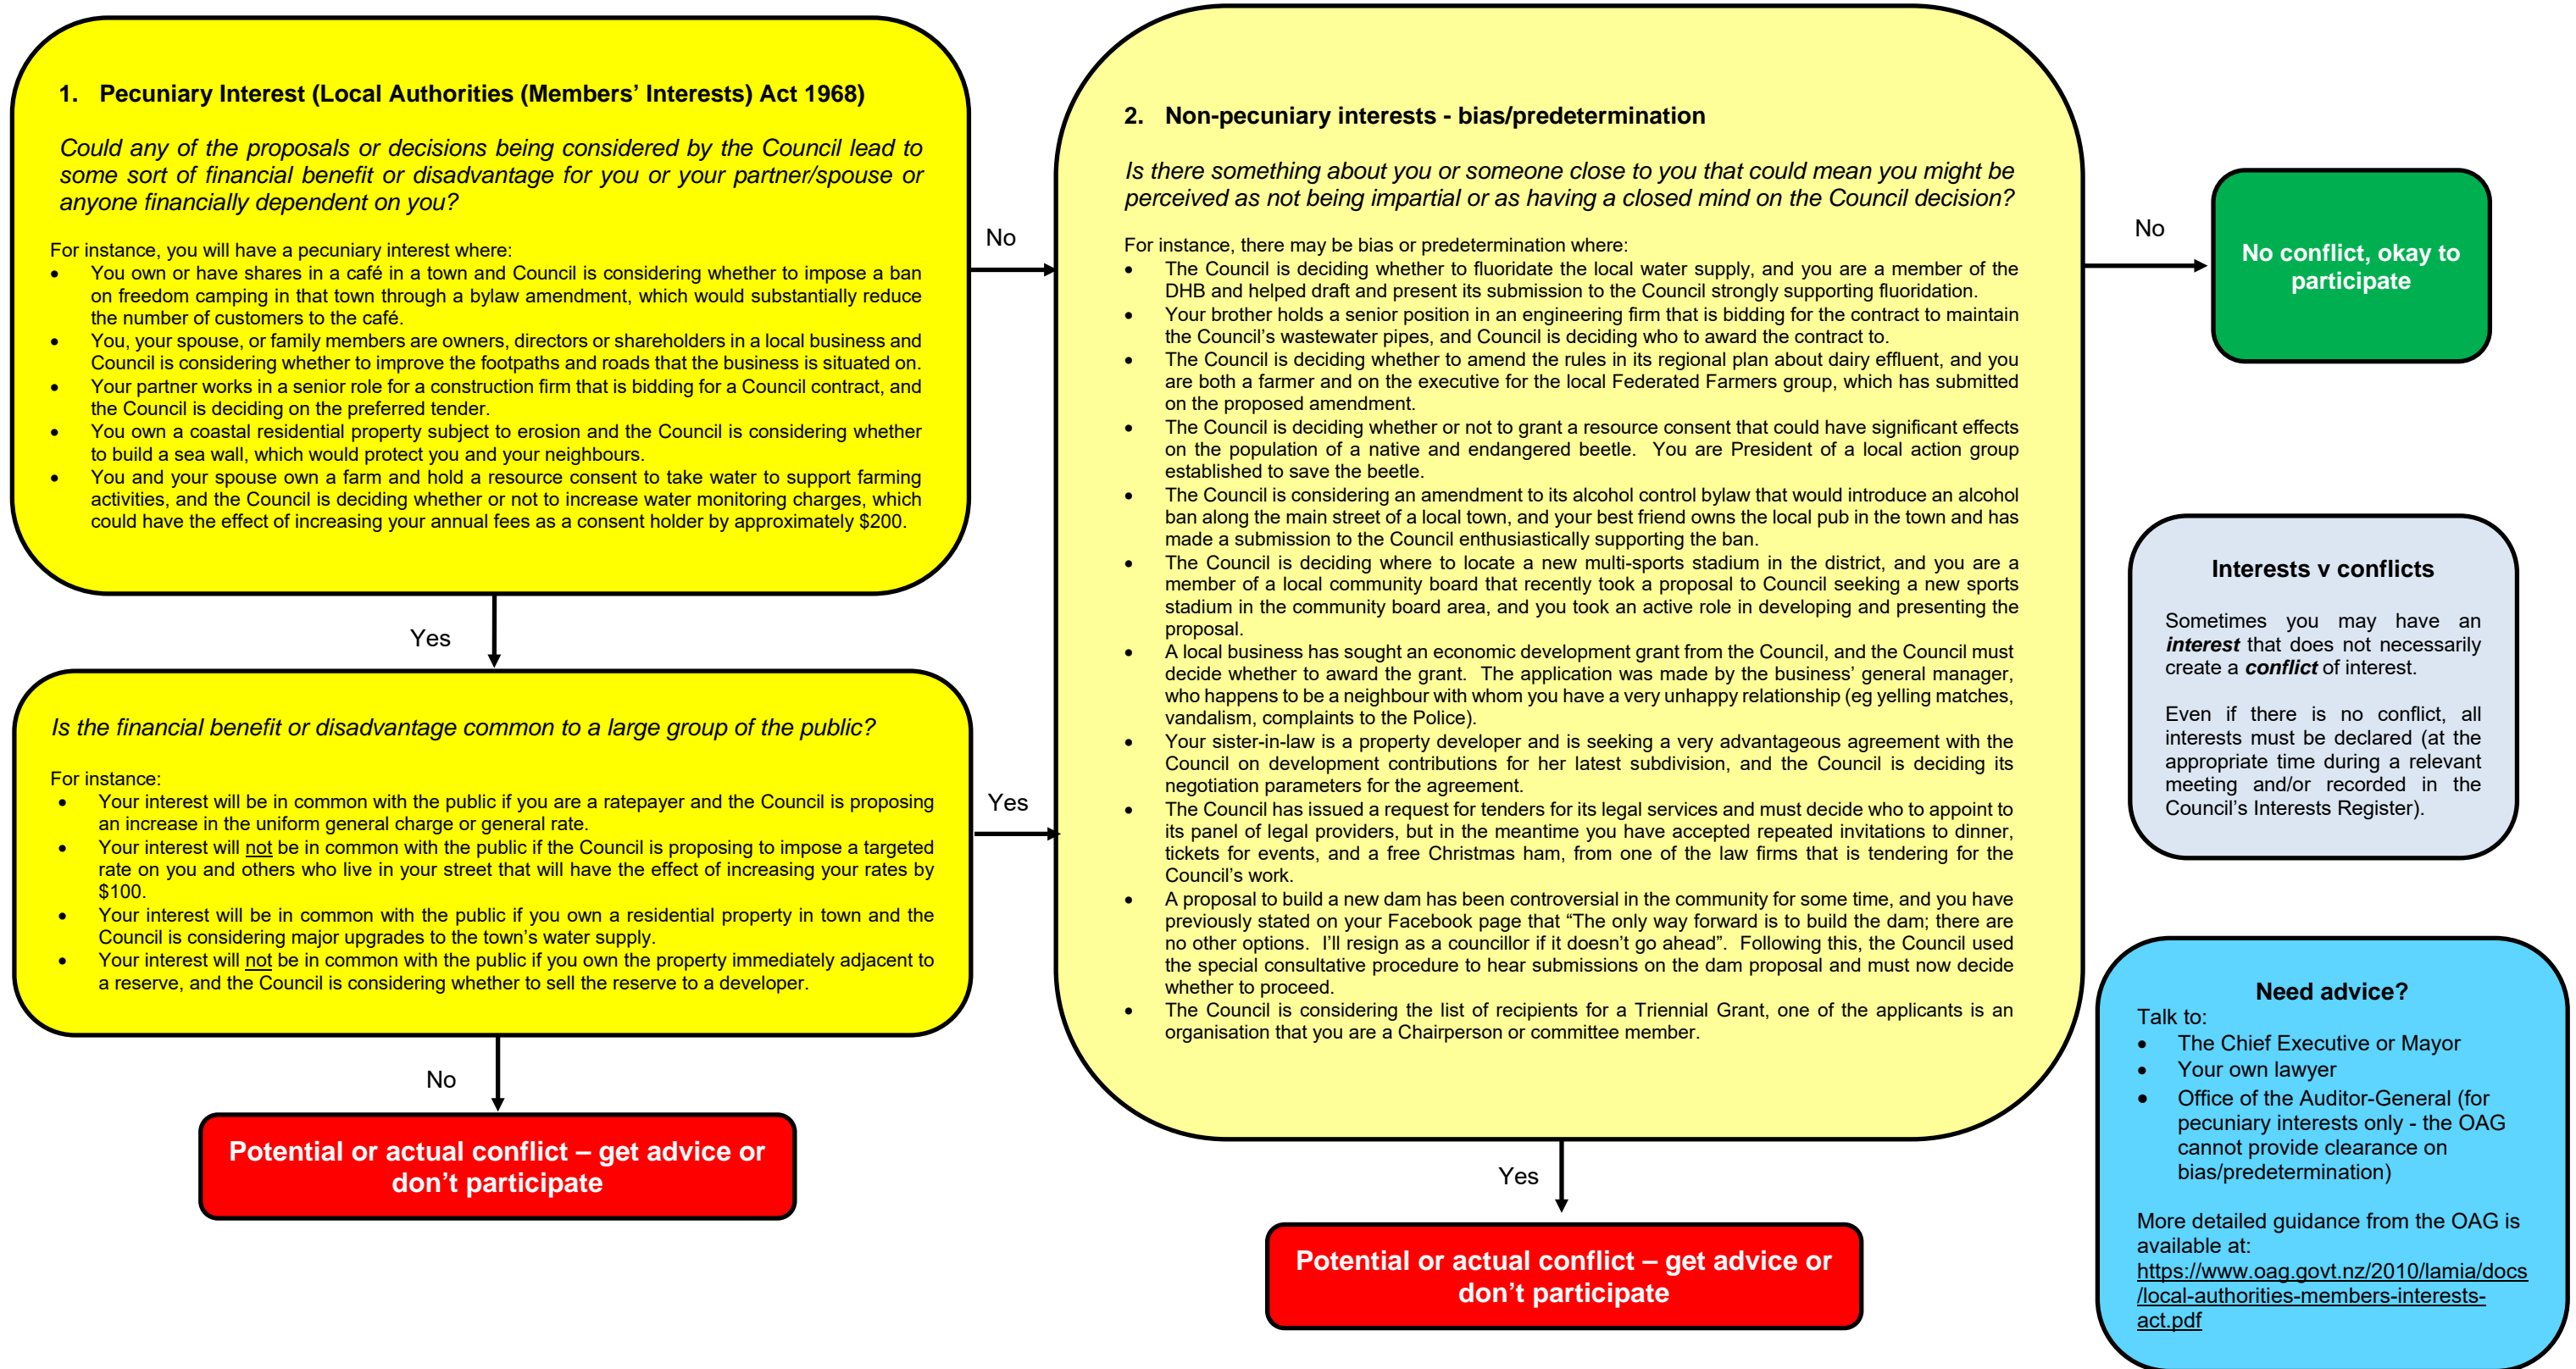 1. Pecuniary Interest (Local Authorities (Members’ Interests) Act 1968)
Could any of the proposals or decisions being considered by the Council lead to
some sort of financial benefit or disadvantage for you or your partner/spouse or
anyone financially dependent on you?
For instance, you will have a pecuniary interest where:
• You own or have shares in a café in a town and Council is considering whether to impose a ban
on freedom camping in that town through a bylaw amendment, which would substantially reduce
the number of customers to the café.
• You, your spouse, or family members are owners, directors or shareholders in a local business and
Council is considering whether to improve the footpaths and roads that the business is situated on.
• Your partner works in a senior role for a construction firm that is bidding for a Council contract, and
the Council is deciding on the preferred tender.
• You own a coastal residential property subject to erosion and the Council is considering whether
to build a sea wall, which would protect you and your neighbours.
• You and your spouse own a farm and hold a resource consent to take water to support farming
activities, and the Council is deciding whether or not to increase water monitoring charges, which
could have the effect of increasing your annual fees as a consent holder by approximately $200.
No
Yes
Is the financial benefit or disadvantage common to a large group of the public?
For instance:
• Your interest will be in common with the public if you are a ratepayer and the Council is proposing
an increase in the uniform general charge or general rate.
• Your interest will not be in common with the public if the Council is proposing to impose a targeted
rate on you and others who live in your street that will have the effect of increasing your rates by
$100.
• Your interest will be in common with the public if you own a residential property in town and the
Council is considering major upgrades to the town’s water supply.
• Your interest will not be in common with the public if you own the property immediately adjacent to
a reserve, and the Council is considering whether to sell the reserve to a developer.
Yes
No
Potential or actual conflict – get advice or
don’t participate
2. Non-pecuniary interests - bias/predetermination
Is there something about you or someone close to you that could mean you might be
perceived as not being impartial or as having a closed mind on the Council decision?
For instance, there may be bias or predetermination where:
• The Council is deciding whether to fluoridate the local water supply, and you are a member of the
DHB and helped draft and present its submission to the Council strongly supporting fluoridation.
• Your brother holds a senior position in an engineering firm that is bidding for the contract to maintain
the Council’s wastewater pipes, and Council is deciding who to award the contract to.
• The Council is deciding whether to amend the rules in its regional plan about dairy effluent, and you
are both a farmer and on the executive for the local Federated Farmers group, which has submitted
on the proposed amendment.
• The Council is deciding whether or not to grant a resource consent that could have significant effects
on the population of a native and endangered beetle. You are President of a local action group
established to save the beetle.
• The Council is considering an amendment to its alcohol control bylaw that would introduce an alcohol
ban along the main street of a local town, and your best friend owns the local pub in the town and has
made a submission to the Council enthusiastically supporting the ban.
• The Council is deciding where to locate a new multi-sports stadium in the district, and you are a
member of a local community board that recently took a proposal to Council seeking a new sports
stadium in the community board area, and you took an active role in developing and presenting the
proposal.
• A local business has sought an economic development grant from the Council, and the Council must
decide whether to award the grant. The application was made by the business’ general manager,
who happens to be a neighbour with whom you have a very unhappy relationship (eg yelling matches,
vandalism, complaints to the Police).
• Your sister-in-law is a property developer and is seeking a very advantageous agreement with the
Council on development contributions for her latest subdivision, and the Council is deciding its
negotiation parameters for the agreement.
• The Council has issued a request for tenders for its legal services and must decide who to appoint to
its panel of legal providers, but in the meantime you have accepted repeated invitations to dinner,
tickets for events, and a free Christmas ham, from one of the law firms that is tendering for the
Council’s work.
• A proposal to build a new dam has been controversial in the community for some time, and you have
previously stated on your Facebook page that “The only way forward is to build the dam; there are
no other options. I’ll resign as a councillor if it doesn’t go ahead”. Following this, the Council used
the special consultative procedure to hear submissions on the dam proposal and must now decide
whether to proceed.
• The Council is considering the list of recipients for a Triennial Grant, one of the applicants is an
organisation that you are a Chairperson or committee member.
Yes
Potential or actual conflict – get advice or
don’t participate
No
No conflict, okay to
participate
Interests v conflicts
Sometimes you may have an
interest that does not necessarily
create a conflict of interest.
Even if there is no conflict, all
interests must be declared (at the
appropriate time during a relevant
meeting and/or recorded in the
Council’s Interests Register).
Need advice?
Talk to:
• The Chief Executive or Mayor
• Your own lawyer
• Office of the Auditor-General (for
pecuniary interests only - the OAG
cannot provide clearance on
bias/predetermination)
More detailed guidance from the OAG is
available at:
https://www.oag.govt.nz/2010/lamia/docs
/local-authorities-members-interests-
act.pdf